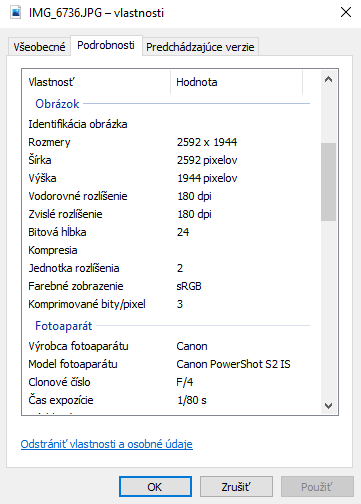 IMG_6736.JPG – vlastnosti
Všeobecné Podrobnosti Predchádzajúce verzie
Vlastnosť Hodnota
Obrázok
Identifikácia obrázka
Rozmery 2592 x 1944
Šírka 2592 pixelov
Výška 1944 pixelov
Vodorovné rozlíšenie 180 dpi
Zvislé rozlíšenie 180 dpi
Bitová hĺbka 24
Kompresia
Jednotka rozlíšenia 2
Farebné zobrazenie sRGB
Komprimované bity/pixel 3
Fotoaparát
Výrobca fotoaparátu Canon
Model fotoaparátu Canon PowerShot S2 IS
Clonové číslo F/4
Čas expozície 1/80 s
Odstrániť vlastnosti a osobné údaje
OK Zrušiť Použiť